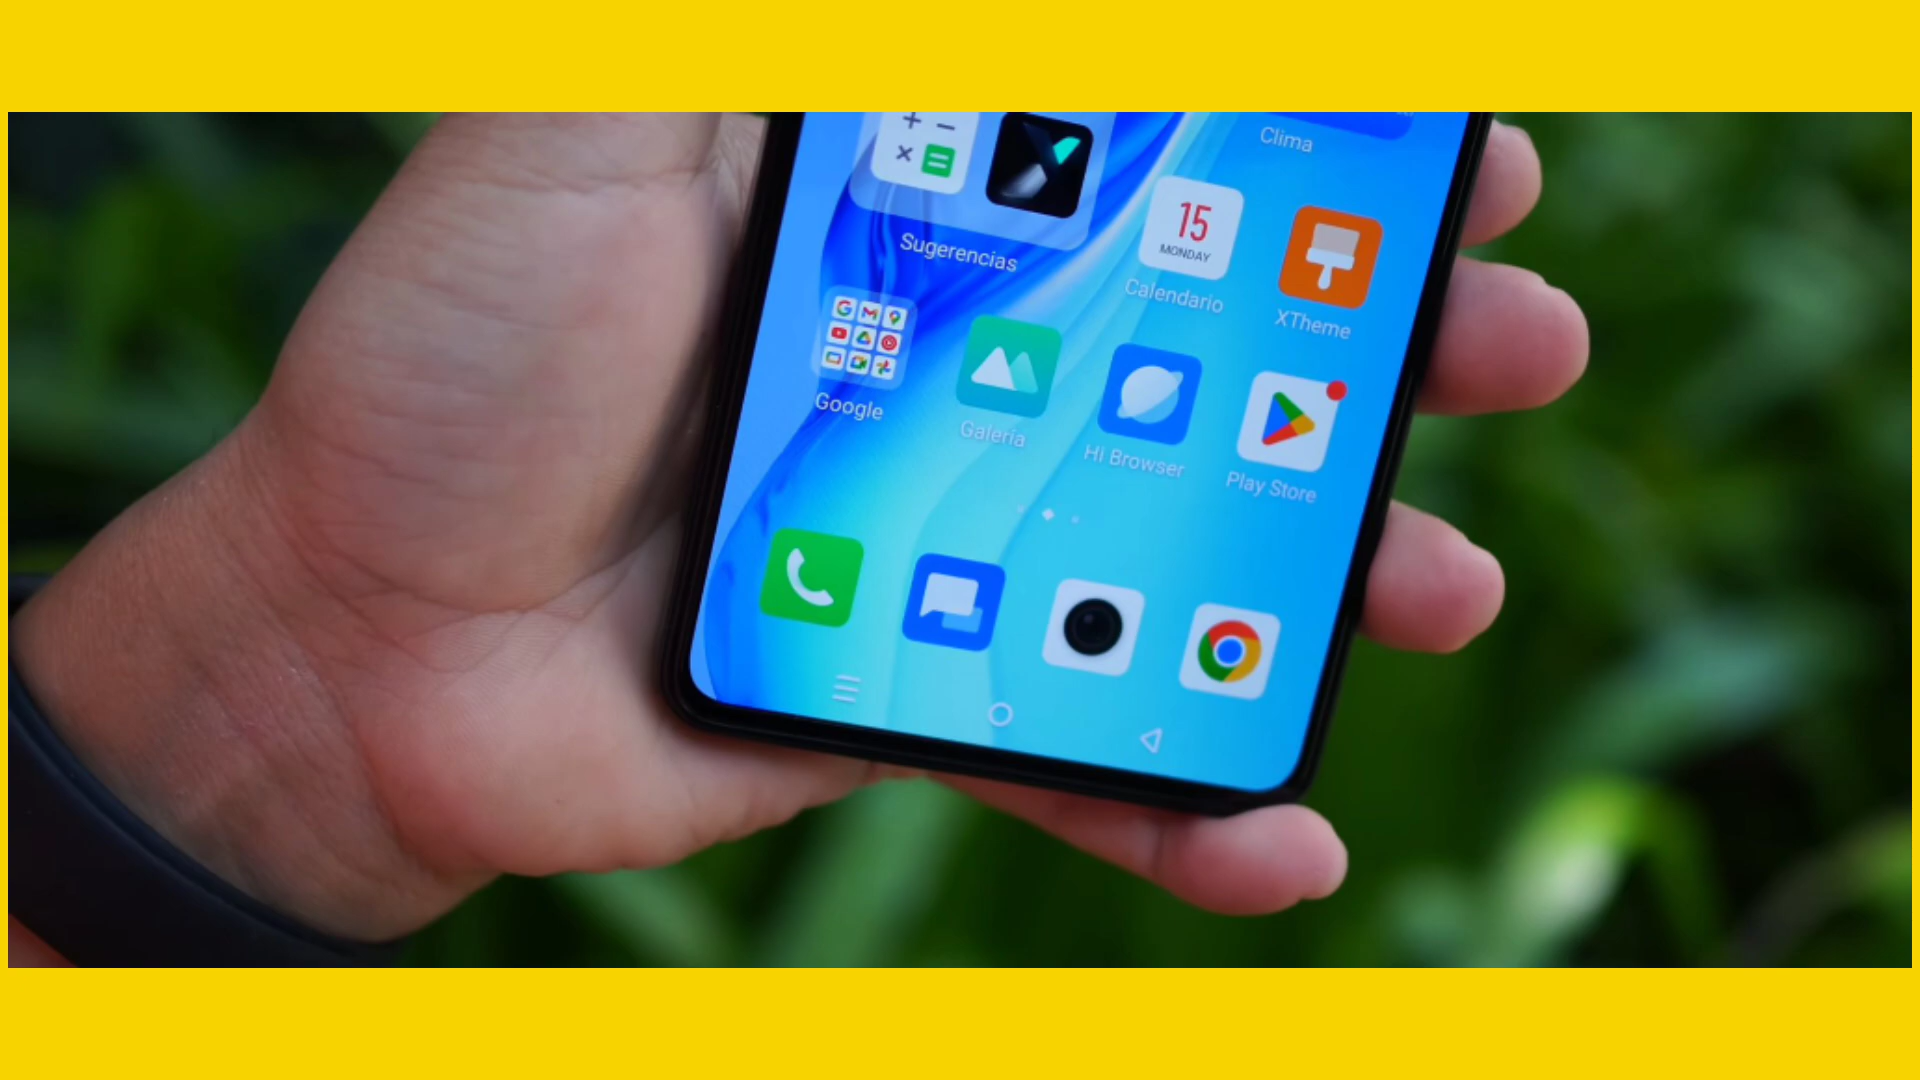 Clima
Sugerencias
15
MONDAY
Calendario
XTheme
Google
Galería
Hi Browser
Play Store